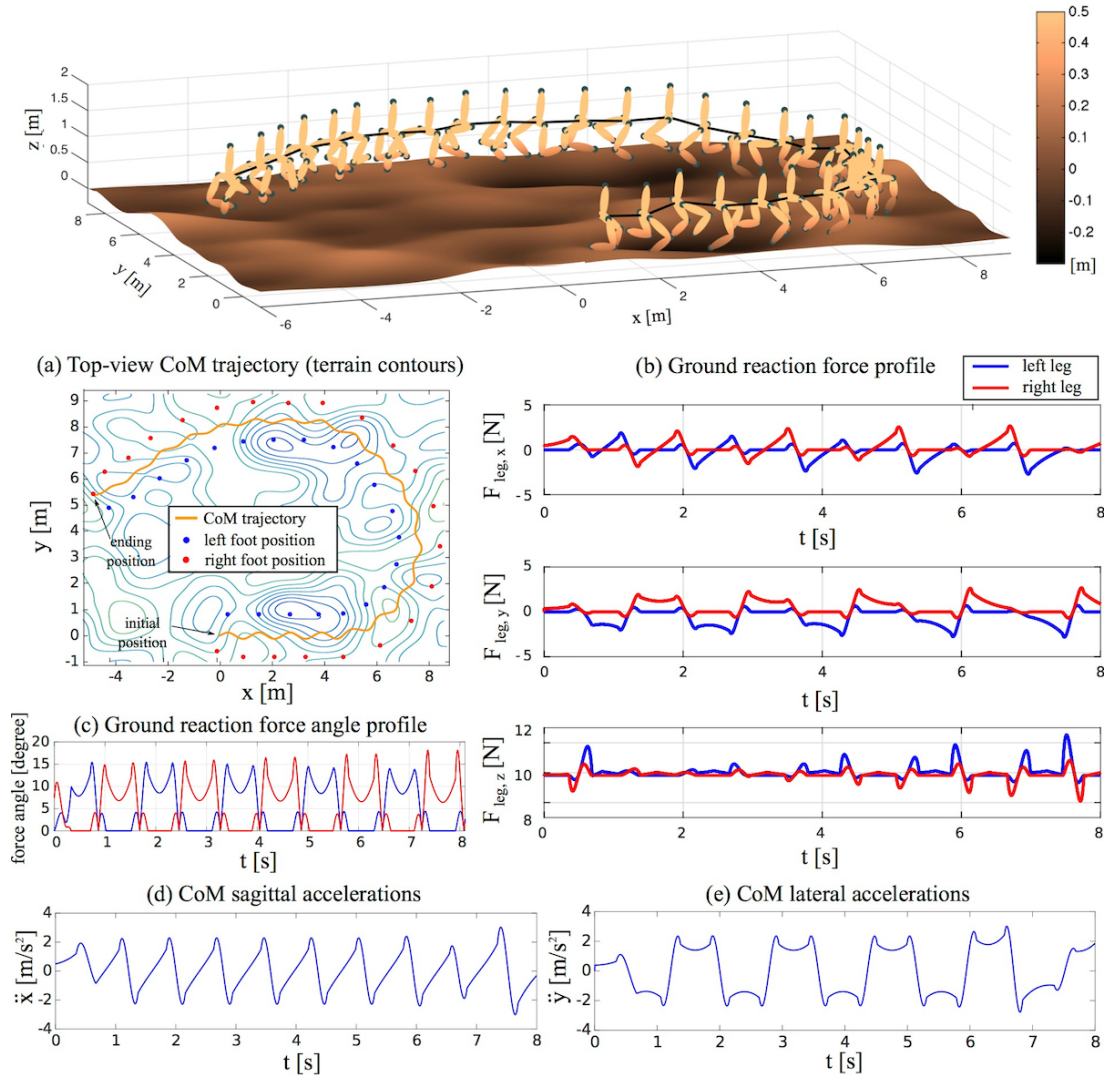 2
1.5
1
0.5
0
z [m]
8
6
4
2
0
y [m]
-6
-4
-2
0
2
4
6
8
x [m]
0.5
0.4
0.3
0.2
0.1
0
-0.1
-0.2
[m]
(a) Top-view CoM trajectory (terrain contours)
9
8
7
6
5
4
3
2
1
0
-1
y [m]
CoM trajectory
left foot position
right foot position
ending
position
initial
position
-4 -2 0 2 4 6 8
x [m]
(b) Ground reaction force profile
left leg
right leg
5
0
-5
F leg, x [N]
0 2 4 6 8
t [s]
5
0
-5
F leg, y [N]
0 2 4 6 8
t [s]
12
10
8
F leg, z [N]
0 2 4 6 8
t [s]
(c) Ground reaction force angle profile
20
15
10
5
0
force angle [degree]
0 1 2 3 4 5 6 7 8
t [s]
(d) CoM sagittal accelerations
4
2
0
-2
-4
ẍ [m/s²]
0 1 2 3 4 5 6 7 8
t [s]
(e) CoM lateral accelerations
4
2
0
-2
-4
ÿ [m/s²]
0 1 2 3 4 5 6 7 8
t [s]